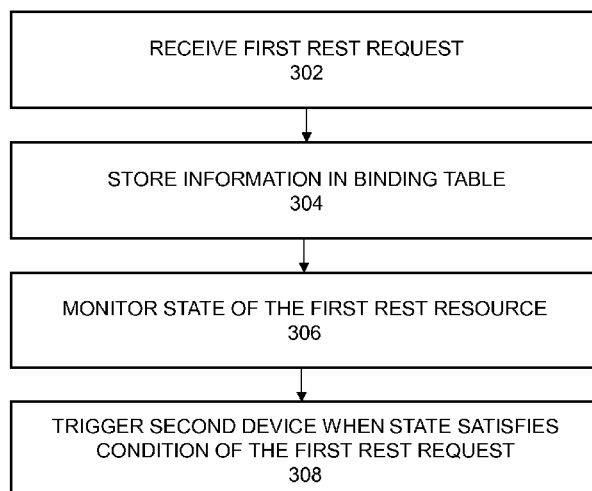 RECEIVE FIRST REST REQUEST
302
STORE INFORMATION IN BINDING TABLE
304
MONITOR STATE OF THE FIRST REST RESOURCE
306
TRIGGER SECOND DEVICE WHEN STATE SATISFIES
CONDITION OF THE FIRST REST REQUEST
308